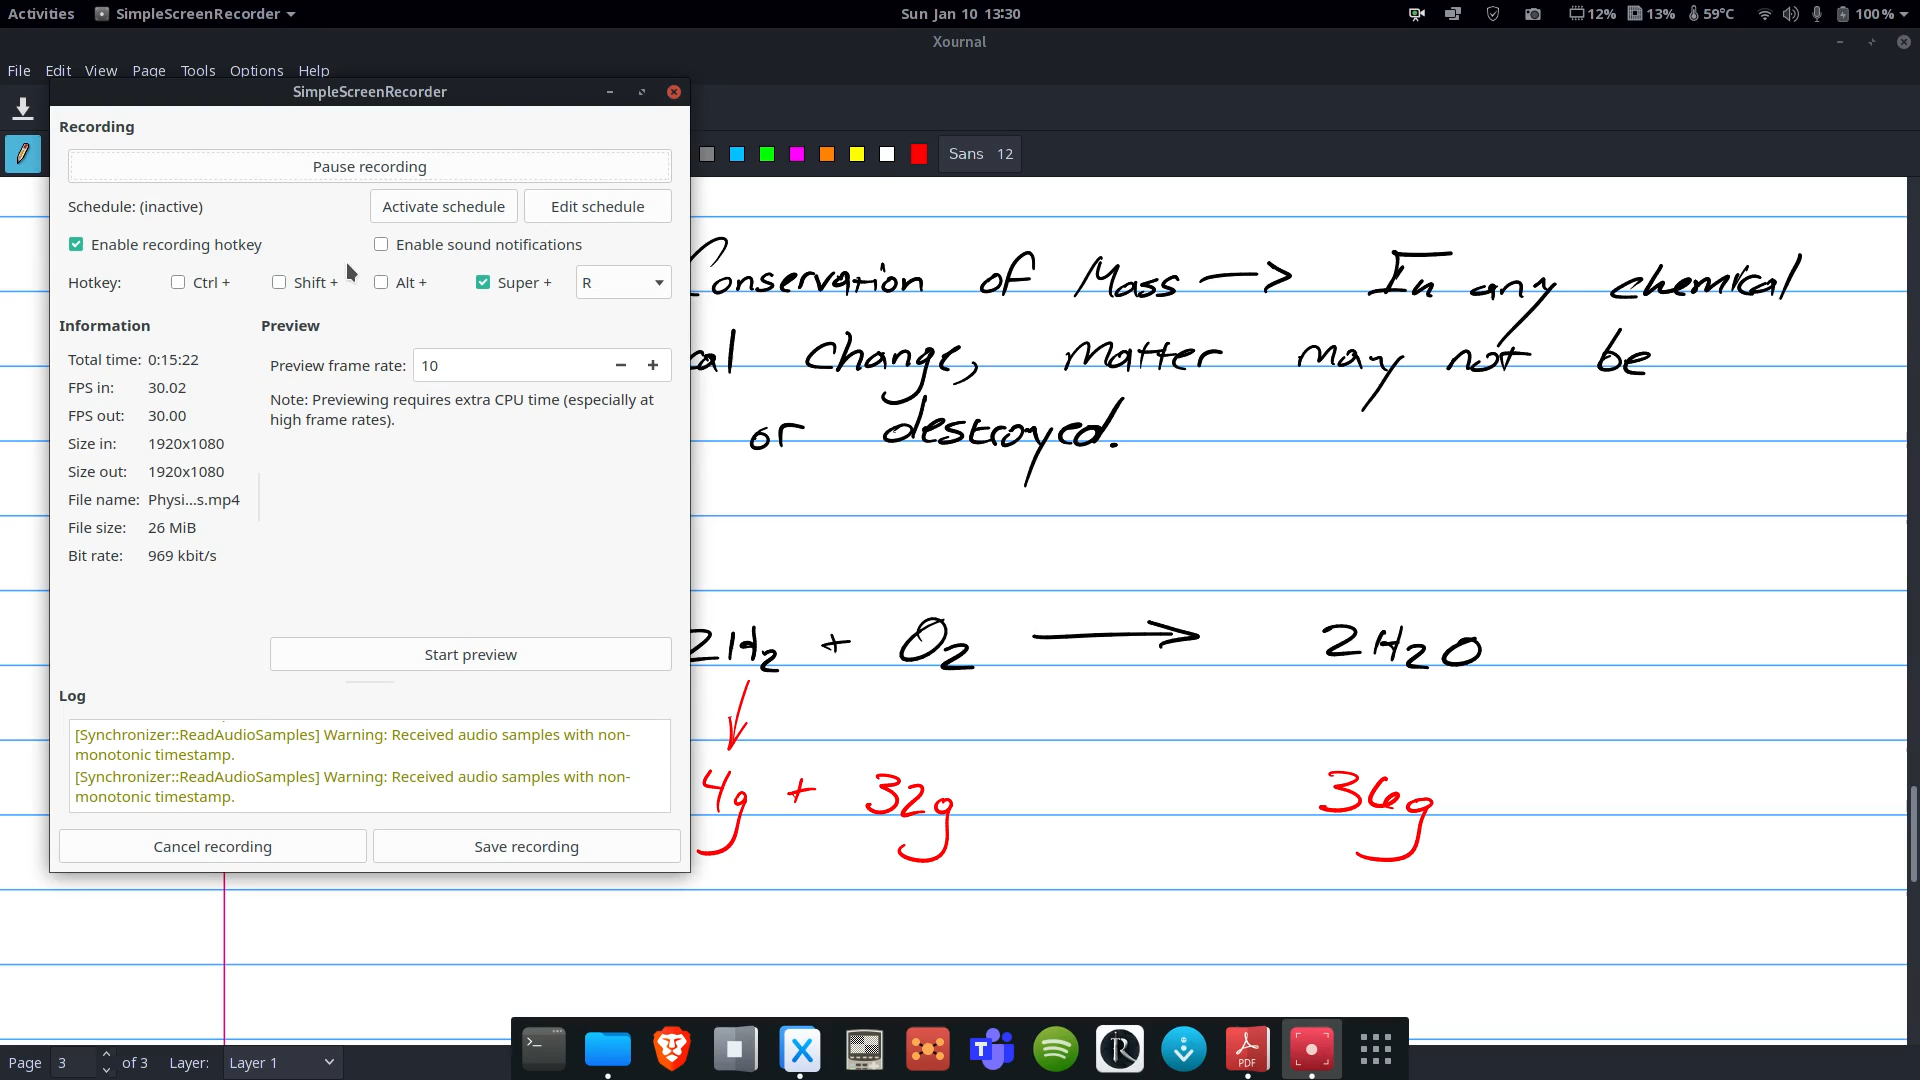 Activities SimpleScreenRecorder Sun Jan 10 13:30 12% 13% 59°C 100%
Xournal
File Edit View Page Tools Options Help
SimpleScreenRecorder
Recording
Pause recording
Sans 12
Schedule: (inactive) Activate schedule Edit schedule
Enable recording hotkey Enable sound notifications
Hotkey: Ctrl + Shift + Alt + Super + R
Conservation of Mass → In any chemical
al change, matter may not be
or destroyed.
Information Preview
Total time: 0:15:22
Preview frame rate: 10
FPS in: 30.02
FPS out: 30.00
Note: Previewing requires extra CPU time (especially at
high frame rates).
Size in: 1920x1080
Size out: 1920x1080
File name: Physi...s.mp4
File size: 26 MiB
Bit rate: 969 kbit/s
Start preview
2H₂ + O₂ → 2H₂O
4g + 32g 36g
Log
[Synchronizer::ReadAudioSamples] Warning: Received audio samples with non-
monotonic timestamp.
[Synchronizer::ReadAudioSamples] Warning: Received audio samples with non-
monotonic timestamp.
Cancel recording Save recording
PDF
Page 3 of 3 Layer: Layer 1